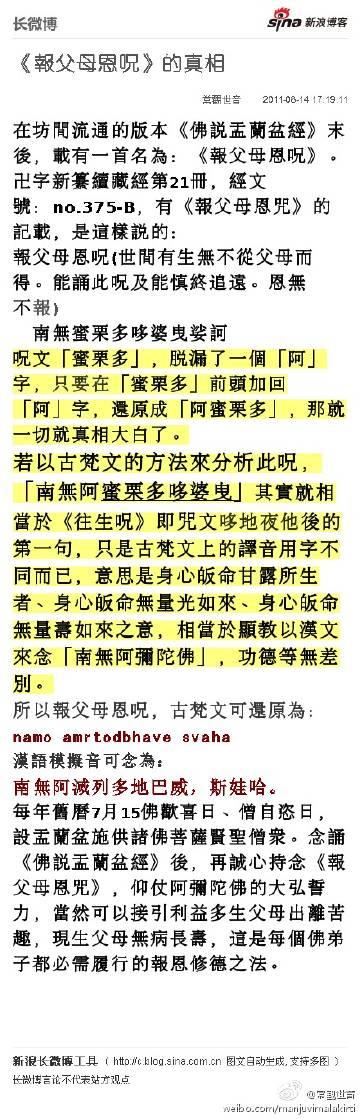 长微博
sina 新浪博客
《報父母恩呪》的真相
常翻世音 2011-08-14 17:19:11
在坊間流通的版本《佛説盂蘭盆經》末
後，載有一首名為：《報父母恩呪》。
卍字新纂續藏經第21冊，經文
號：no.375-B，有《報父母恩咒》的
記載，是這樣説的：
報父母恩呪(世間有生無不從父母而
得。能誦此呪及能慎終追遠。恩無
不報)
南無蜜栗多哆婆曳娑訶
呪文「蜜栗多」，脱漏了一個「阿」
字，只要在「蜜栗多」前頭加回
「阿」字，還原成「阿蜜栗多」，那就
一切就真相大白了。
若以古梵文的方法來分析此呪，
「南無阿蜜栗多哆婆曳」其實就相
當於《往生呪》即咒文哆地夜他後的
第一句，只是古梵文上的譯音用字不
同而已，意思是身心皈命甘露所生
者、身心皈命無量光如來、身心皈命
無量壽如來之意，相當於顯教以漢文
來念「南無阿彌陀佛」，功德等無差
別。
所以報父母恩呪，古梵文可還原為：
namo amrtodbhave svaha
漢語模擬音可念為：
南無阿滅列多地巴威，斯娃哈。
每年舊曆7月15佛歡喜日、僧自恣日，
設盂蘭盆施供諸佛菩薩賢聖僧衆。念誦
《佛説盂蘭盆經》後，再誠心持念《報
父母恩咒》，仰仗阿彌陀佛的大弘誓
力，當然可以接引利益多生父母出離苦
趣，現生父母無病長壽，這是每個佛弟
子都必需履行的報恩修德之法。
新浪长微博工具 ( http://c.blog.sina.com.cn 图文自动生成,支持多图 )
长微博言论不代表站方观点
@常翻世音
weibo.com/manjuvimalakirti